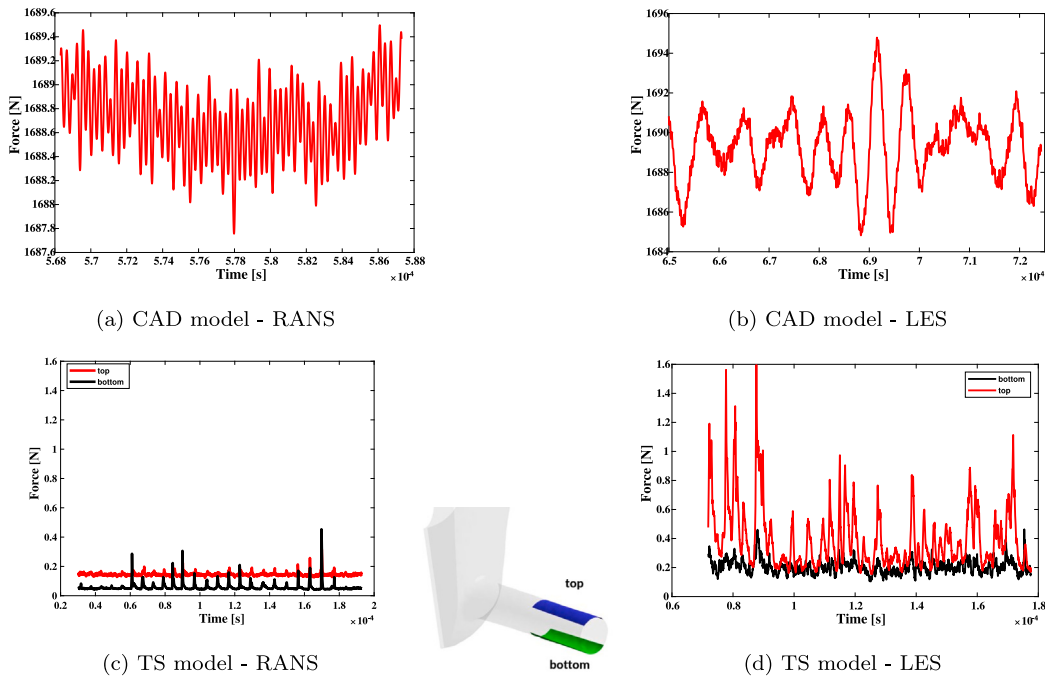 1689.6
1689.4
1689.2
1689
1688.8
1688.6
1688.4
1688.2
1688
1687.8
1687.6
Force [N]
5.68 5.7 5.72 5.74 5.76 5.78 5.8 5.82 5.84 5.86 5.88
Time [s]
×10⁻⁴
(a) CAD model - RANS
1696
1694
1692
1690
1688
1686
1684
Force [N]
6.5 6.6 6.7 6.8 6.9 7 7.1 7.2
Time [s]
×10⁻⁴
(b) CAD model - LES
top
bottom
1.6
1.4
1.2
1
0.8
0.6
0.4
0.2
0
Force [N]
0.2 0.4 0.6 0.8 1 1.2 1.4 1.6 1.8 2
Time [s]
×10⁻⁴
(c) TS model - RANS
top
bottom
bottom
top
1.6
1.4
1.2
1
0.8
0.6
0.4
0.2
0
Force [N]
0.6 0.8 1 1.2 1.4 1.6 1.8
Time [s]
×10⁻⁴
(d) TS model - LES